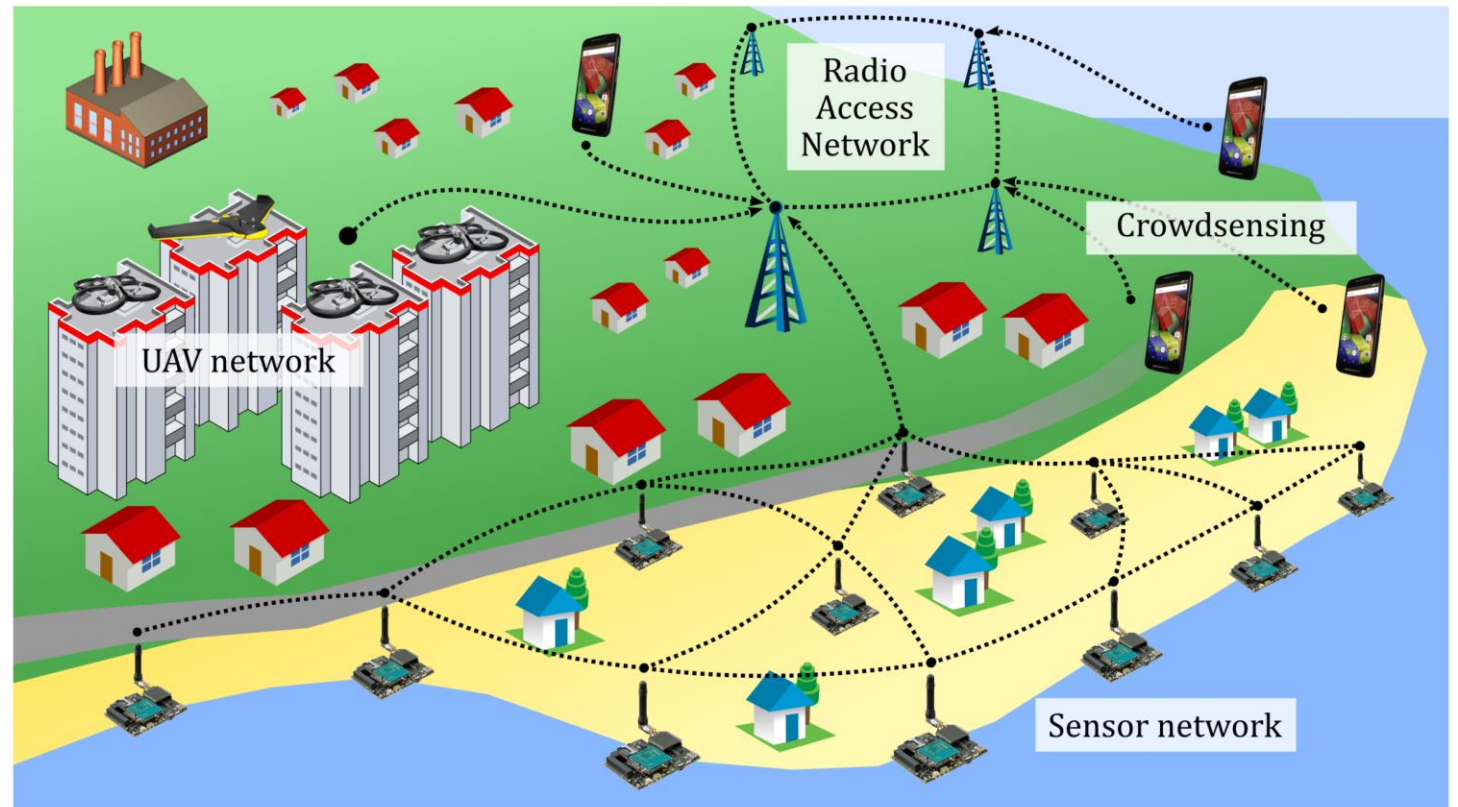 Radio
Access
Network
Crowdsensing
UAV network
Sensor network